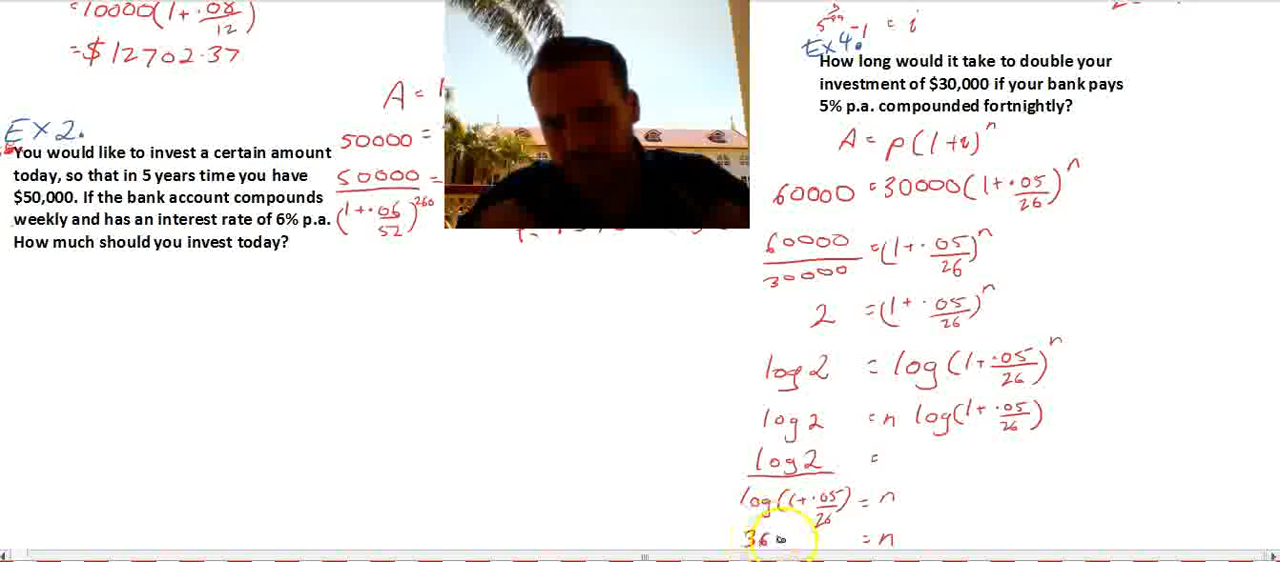 =10000(1+.08/12)
=$12702.37
EX 2.
You would like to invest a certain amount
today, so that in 5 years time you have
$50,000. If the bank account compounds
weekly and has an interest rate of 6% p.a.
How much should you invest today?
A =
50000 =
50000/(1+.06/52)^260 =
-1 = i
Ex 4.
How long would it take to double your
investment of $30,000 if your bank pays
5% p.a. compounded fortnightly?
A = P(1+i)^n
60000 = 30000(1+.05/26)^n
60000/30000 = (1+.05/26)^n
2 = (1+.05/26)^n
log 2 = log(1+.05/26)^n
log 2 = n log(1+.05/26)
log 2 =
log(1+.05/26) = n
36 = n